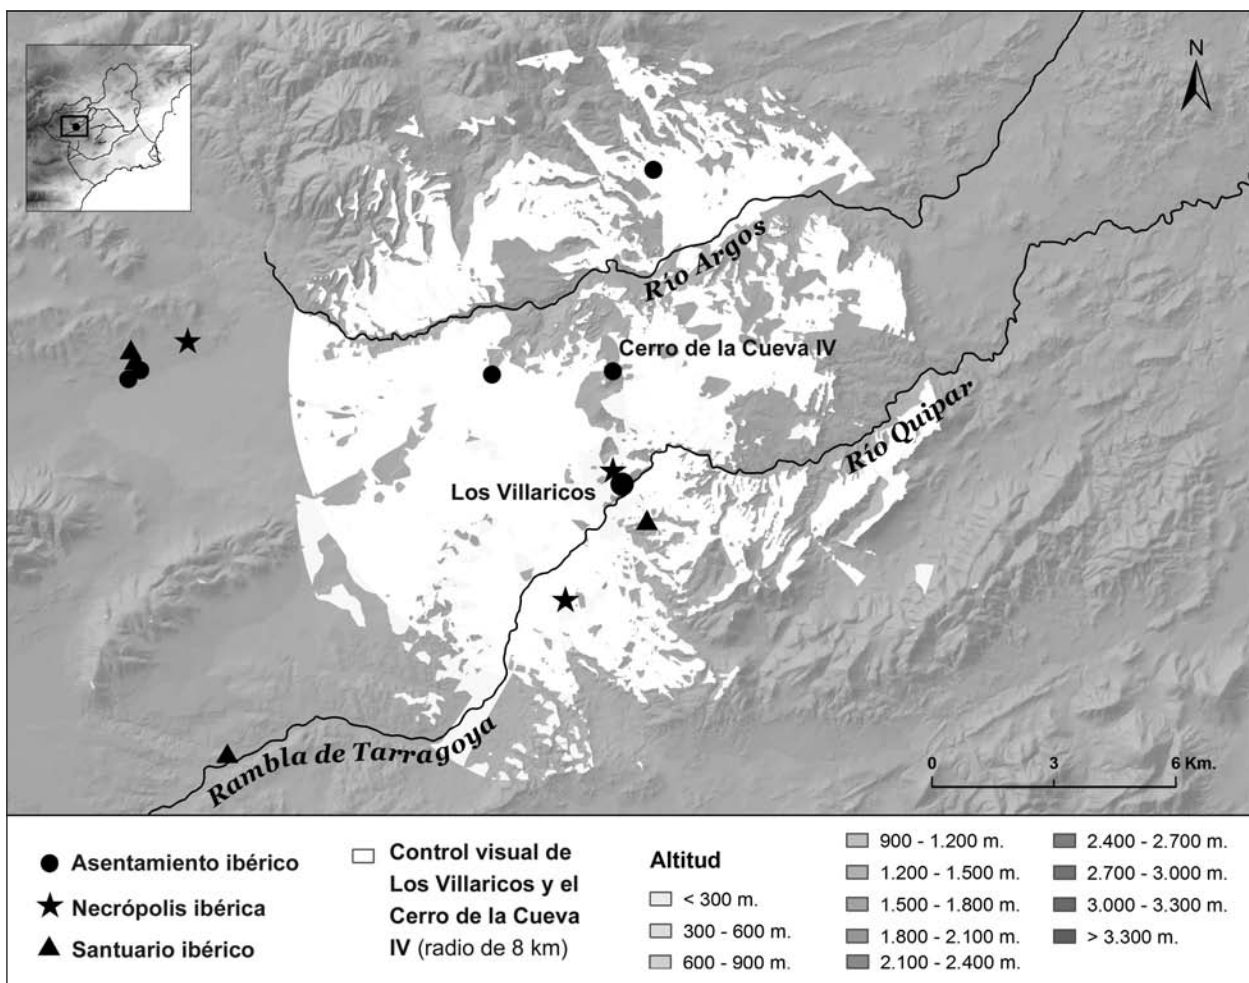 N
Río Argos
Cerro de la Cueva IV
Río Quipar
Los Villaricos
Rambla de Tarragoya
0 3 6 Km.
Asentamiento ibérico
Necrópolis ibérica
Santuario ibérico
Control visual de
Los Villaricos y el
Cerro de la Cueva
IV (radio de 8 km)
Altitud
< 300 m.
300 - 600 m.
600 - 900 m.
900 - 1.200 m.
1.200 - 1.500 m.
1.500 - 1.800 m.
1.800 - 2.100 m.
2.100 - 2.400 m.
2.400 - 2.700 m.
2.700 - 3.000 m.
3.000 - 3.300 m.
> 3.300 m.